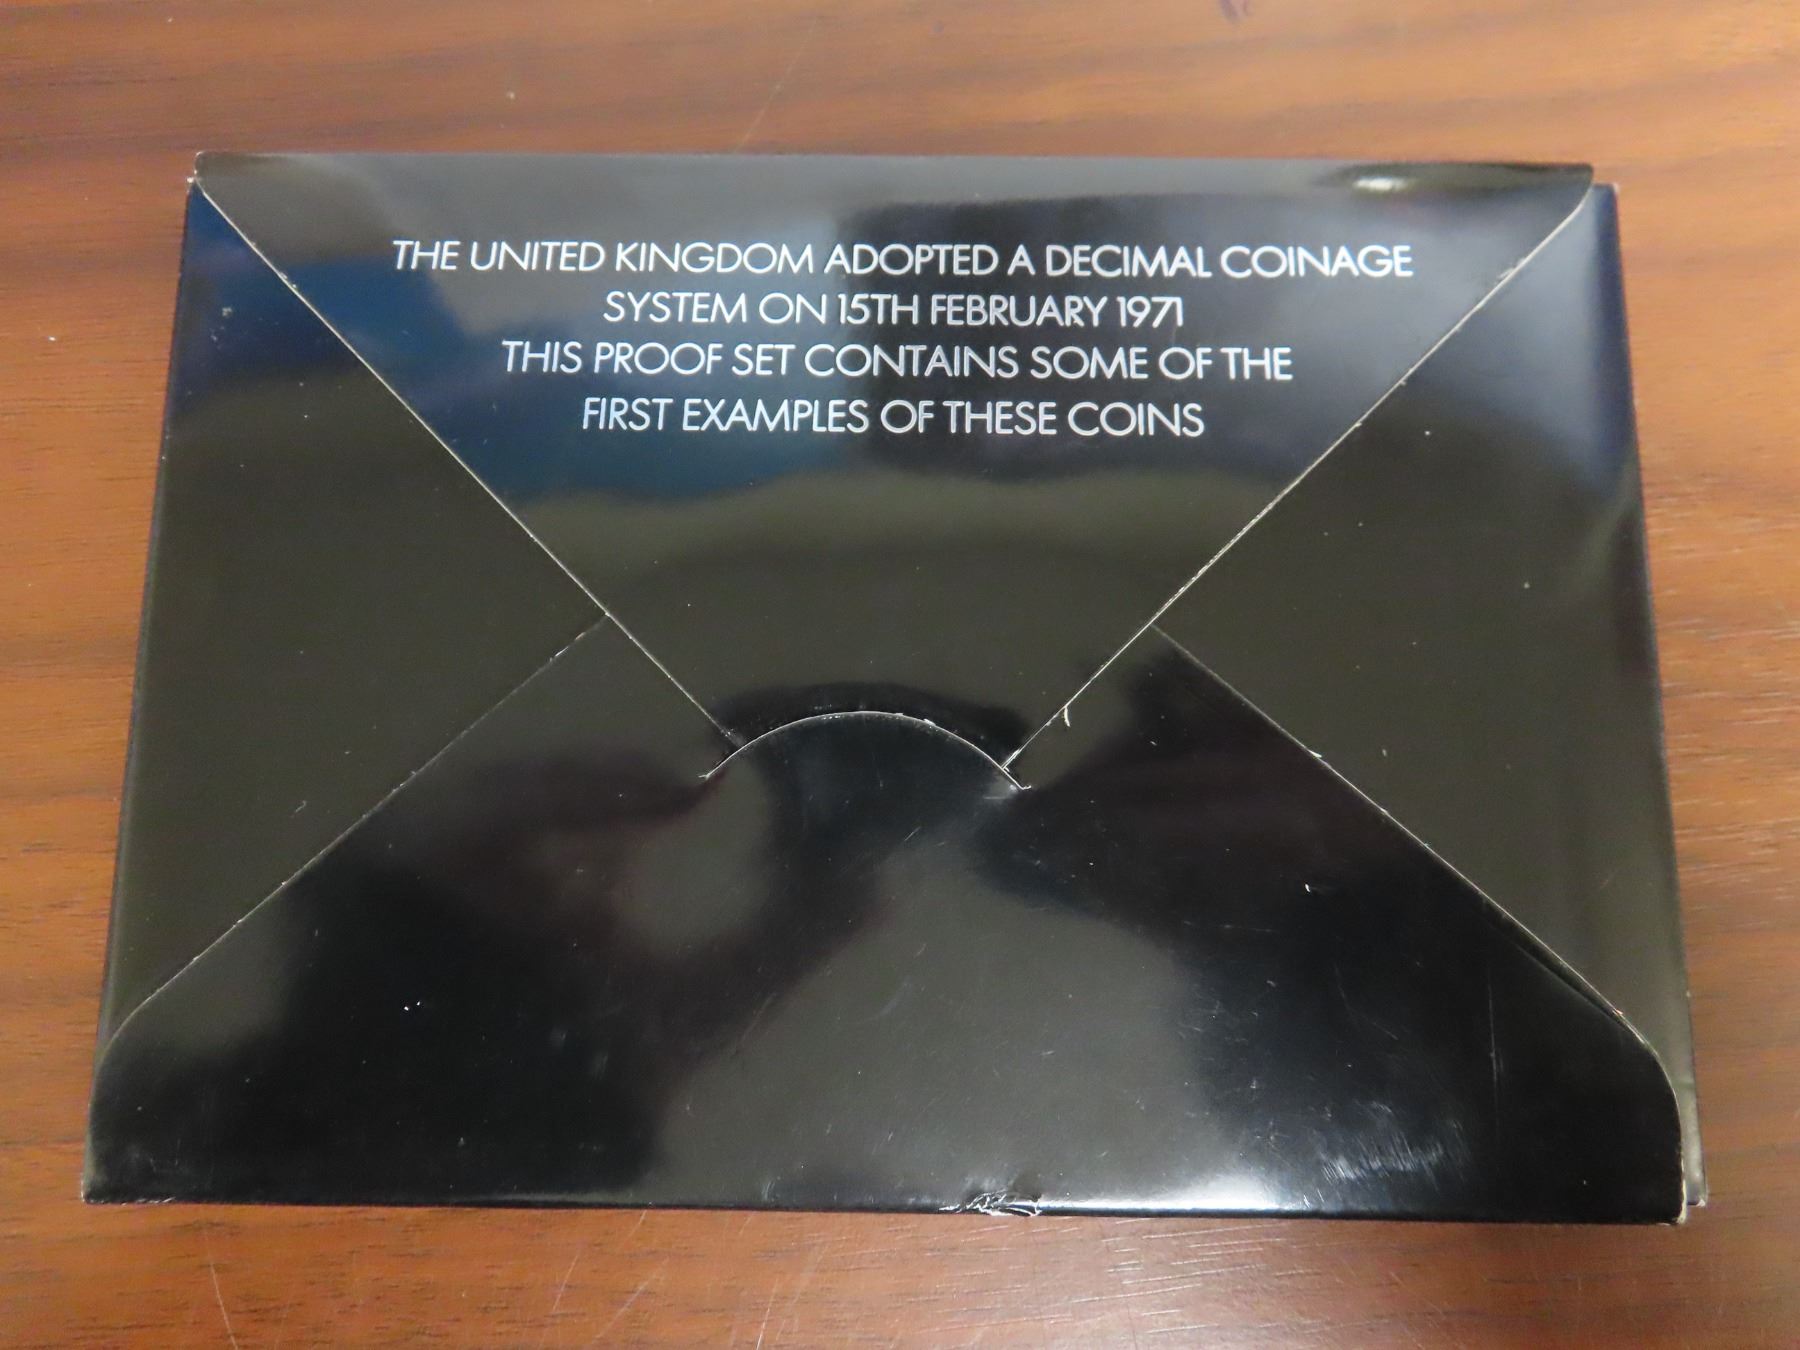 THE UNITED KINGDOM ADOPTED A DECIMAL COINAGE
SYSTEM ON 15TH FEBRUARY 1971
THIS PROOF SET CONTAINS SOME OF THE
FIRST EXAMPLES OF THESE COINS